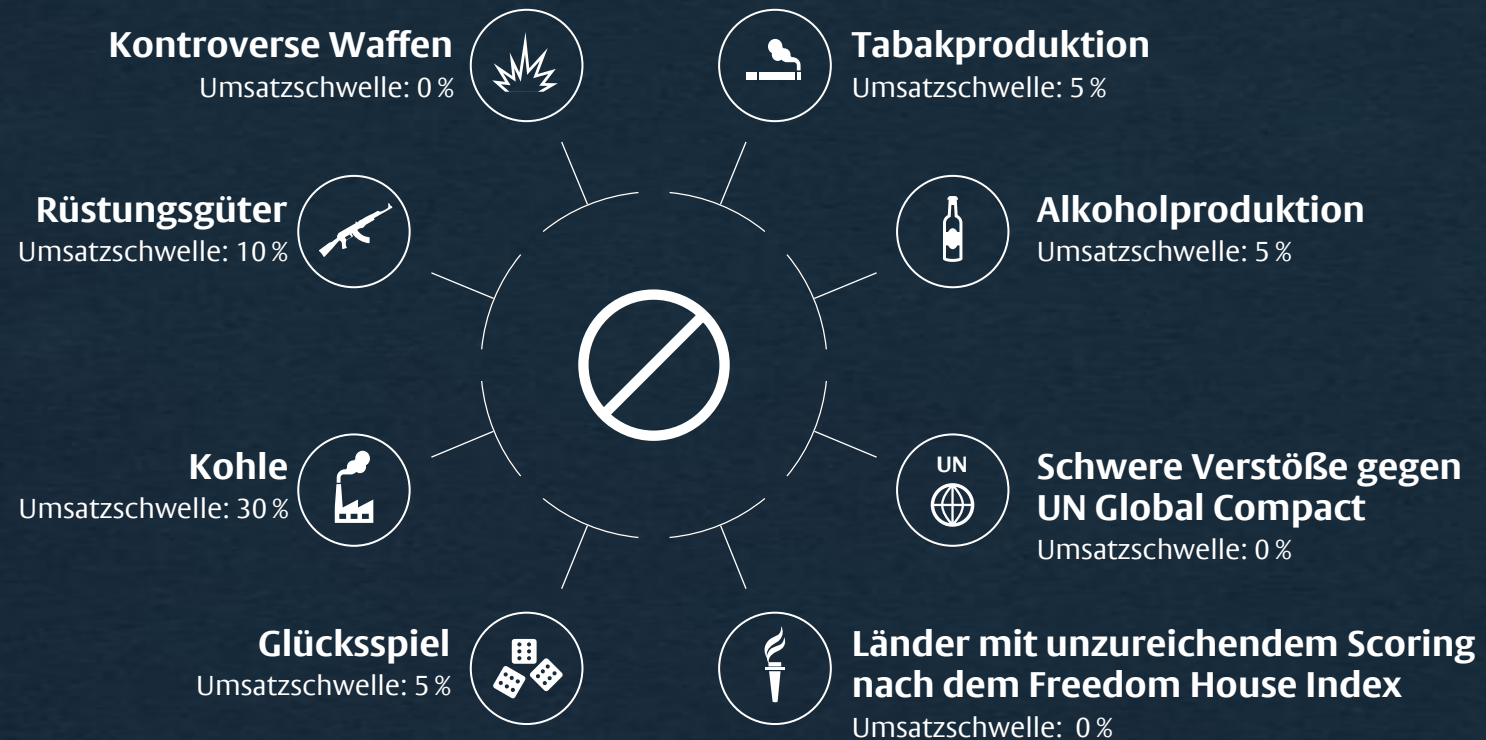 Kontroverse Waffen
Umsatzschwelle: 0 %
Tabakproduktion
Umsatzschwelle: 5 %
Rüstungsgüter
Umsatzschwelle: 10 %
Alkoholproduktion
Umsatzschwelle: 5 %
Kohle
Umsatzschwelle: 30 %
UN
Schwere Verstöße gegen
UN Global Compact
Umsatzschwelle: 0 %
Glücksspiel
Umsatzschwelle: 5 %
Länder mit unzureichendem Scoring
nach dem Freedom House Index
Umsatzschwelle: 0 %